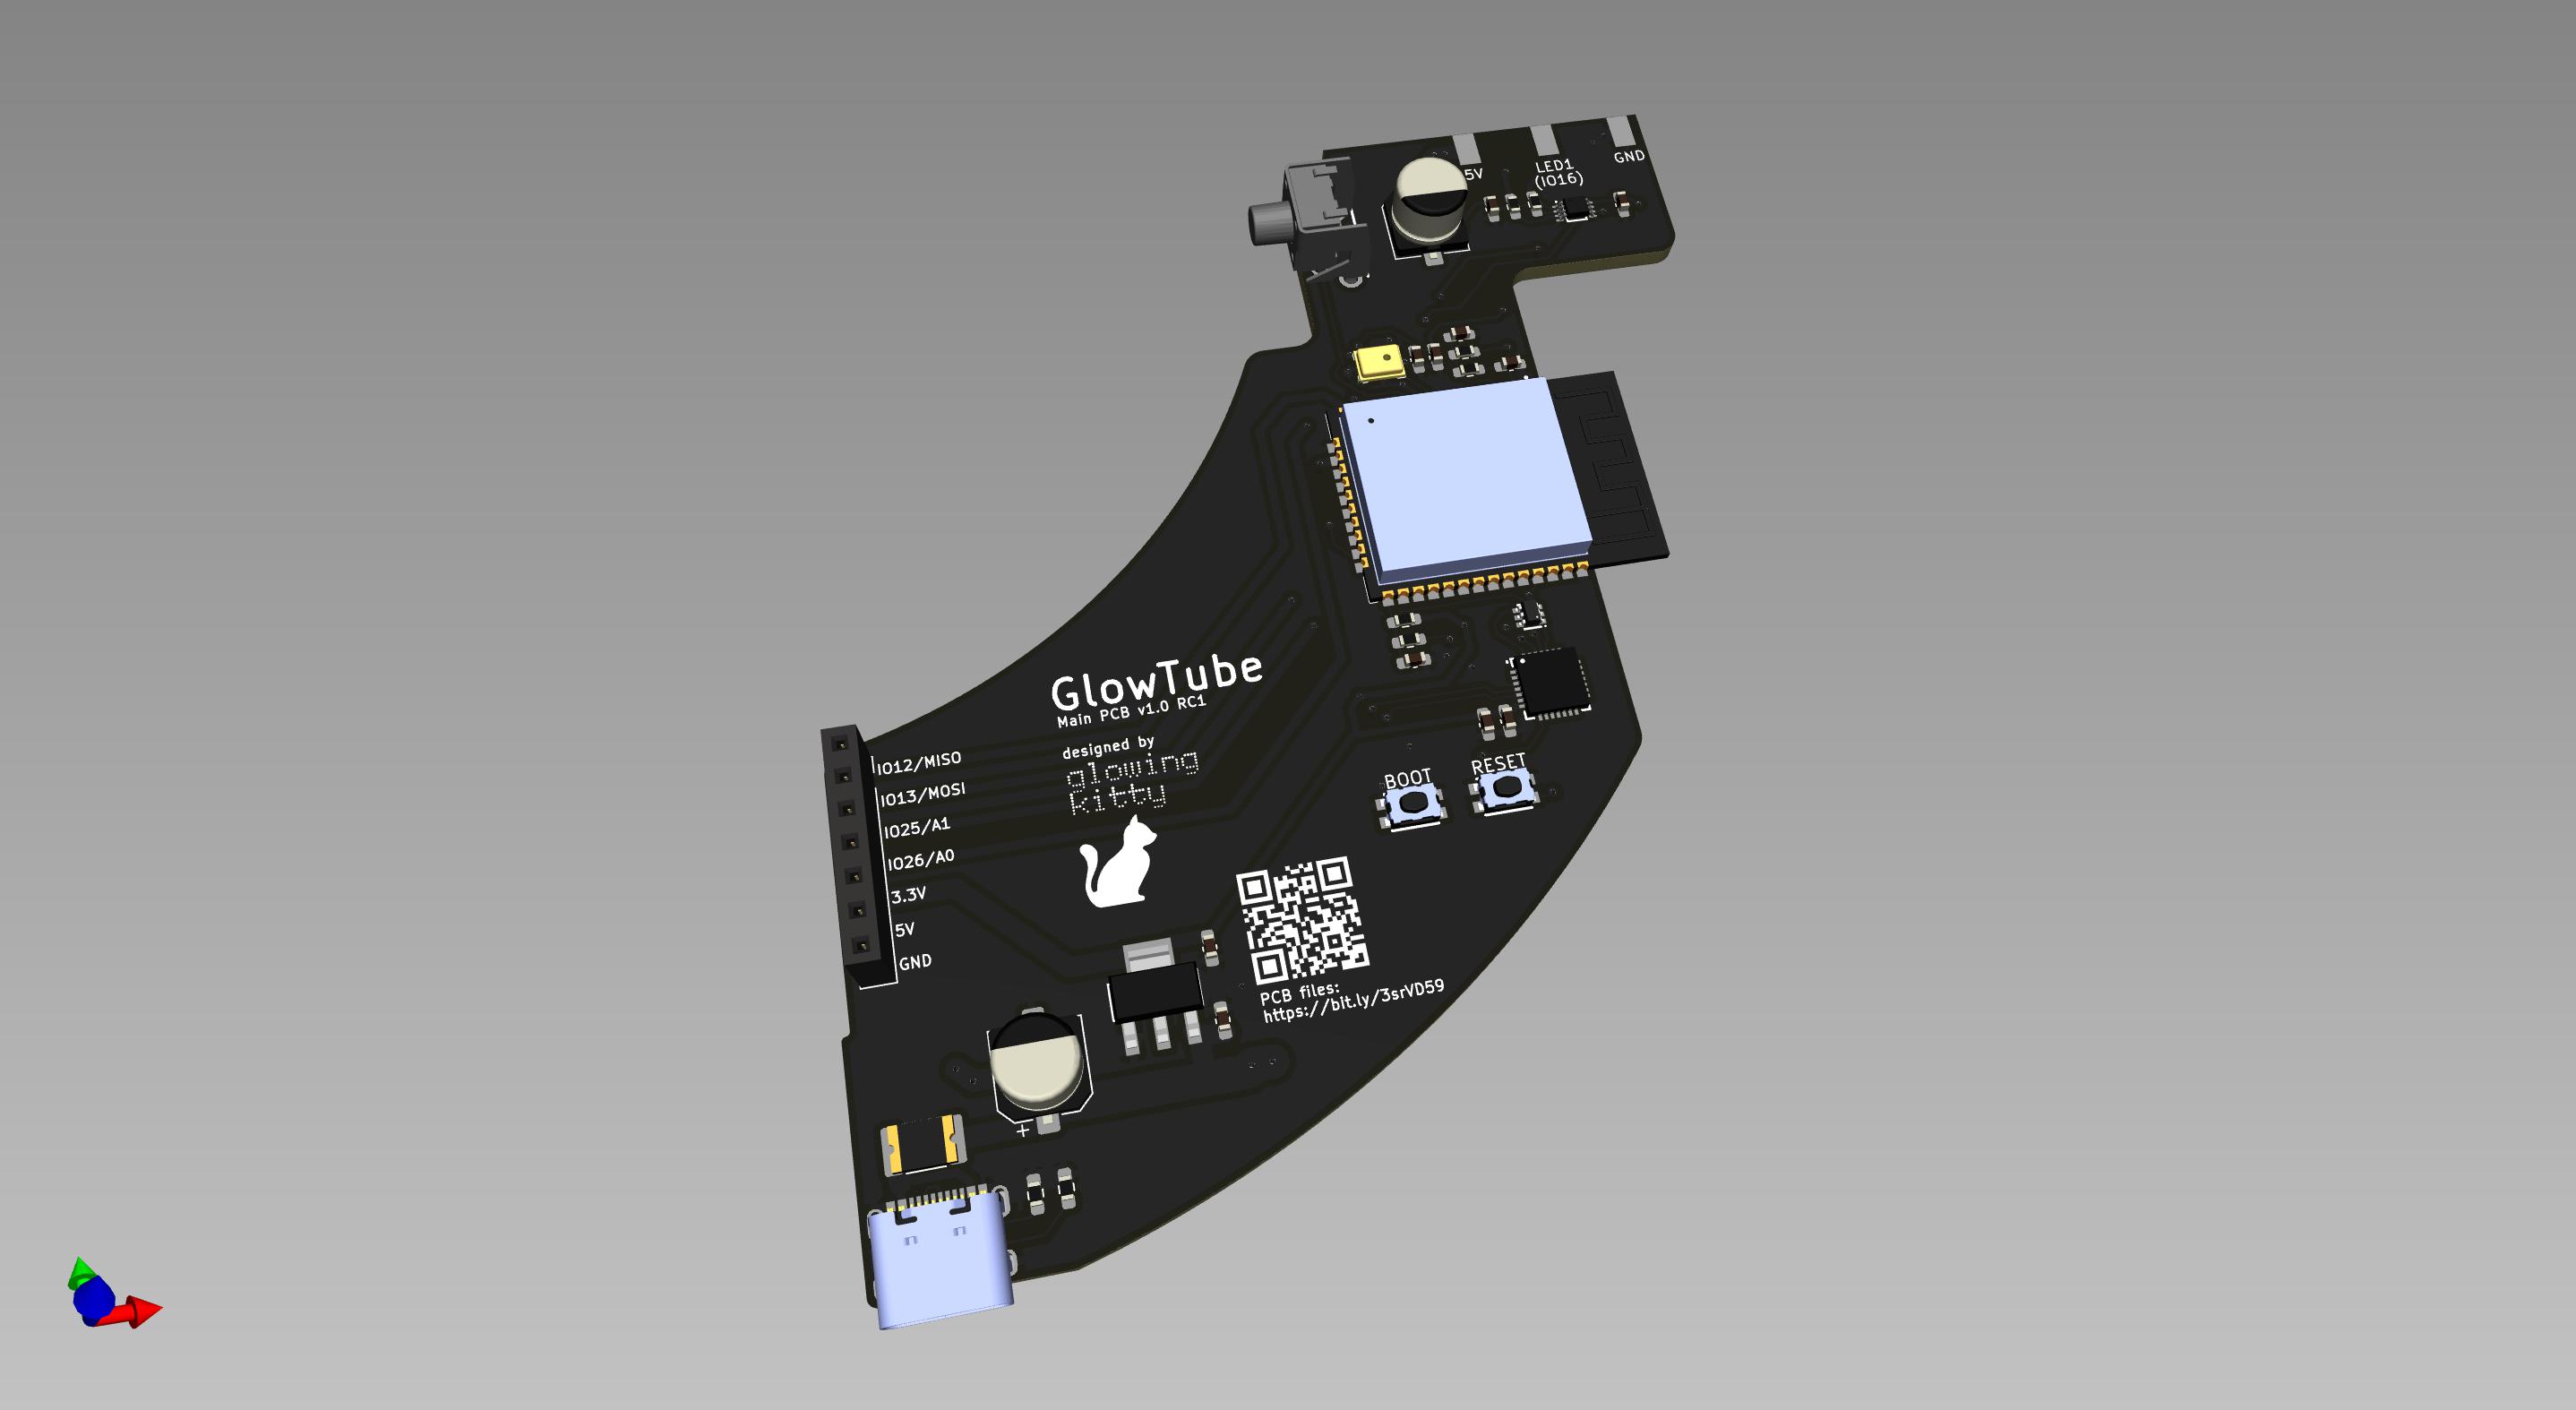 5V
LED1
(IO16)
GND
GlowTube
Main PCB v1.0 RC1
designed by
glowing
kitty
IO12/MISO
IO13/MOSI
IO25/A1
IO26/A0
3.3V
5V
GND
BOOT
RESET
PCB files:
https://bit.ly/3srVD59
+